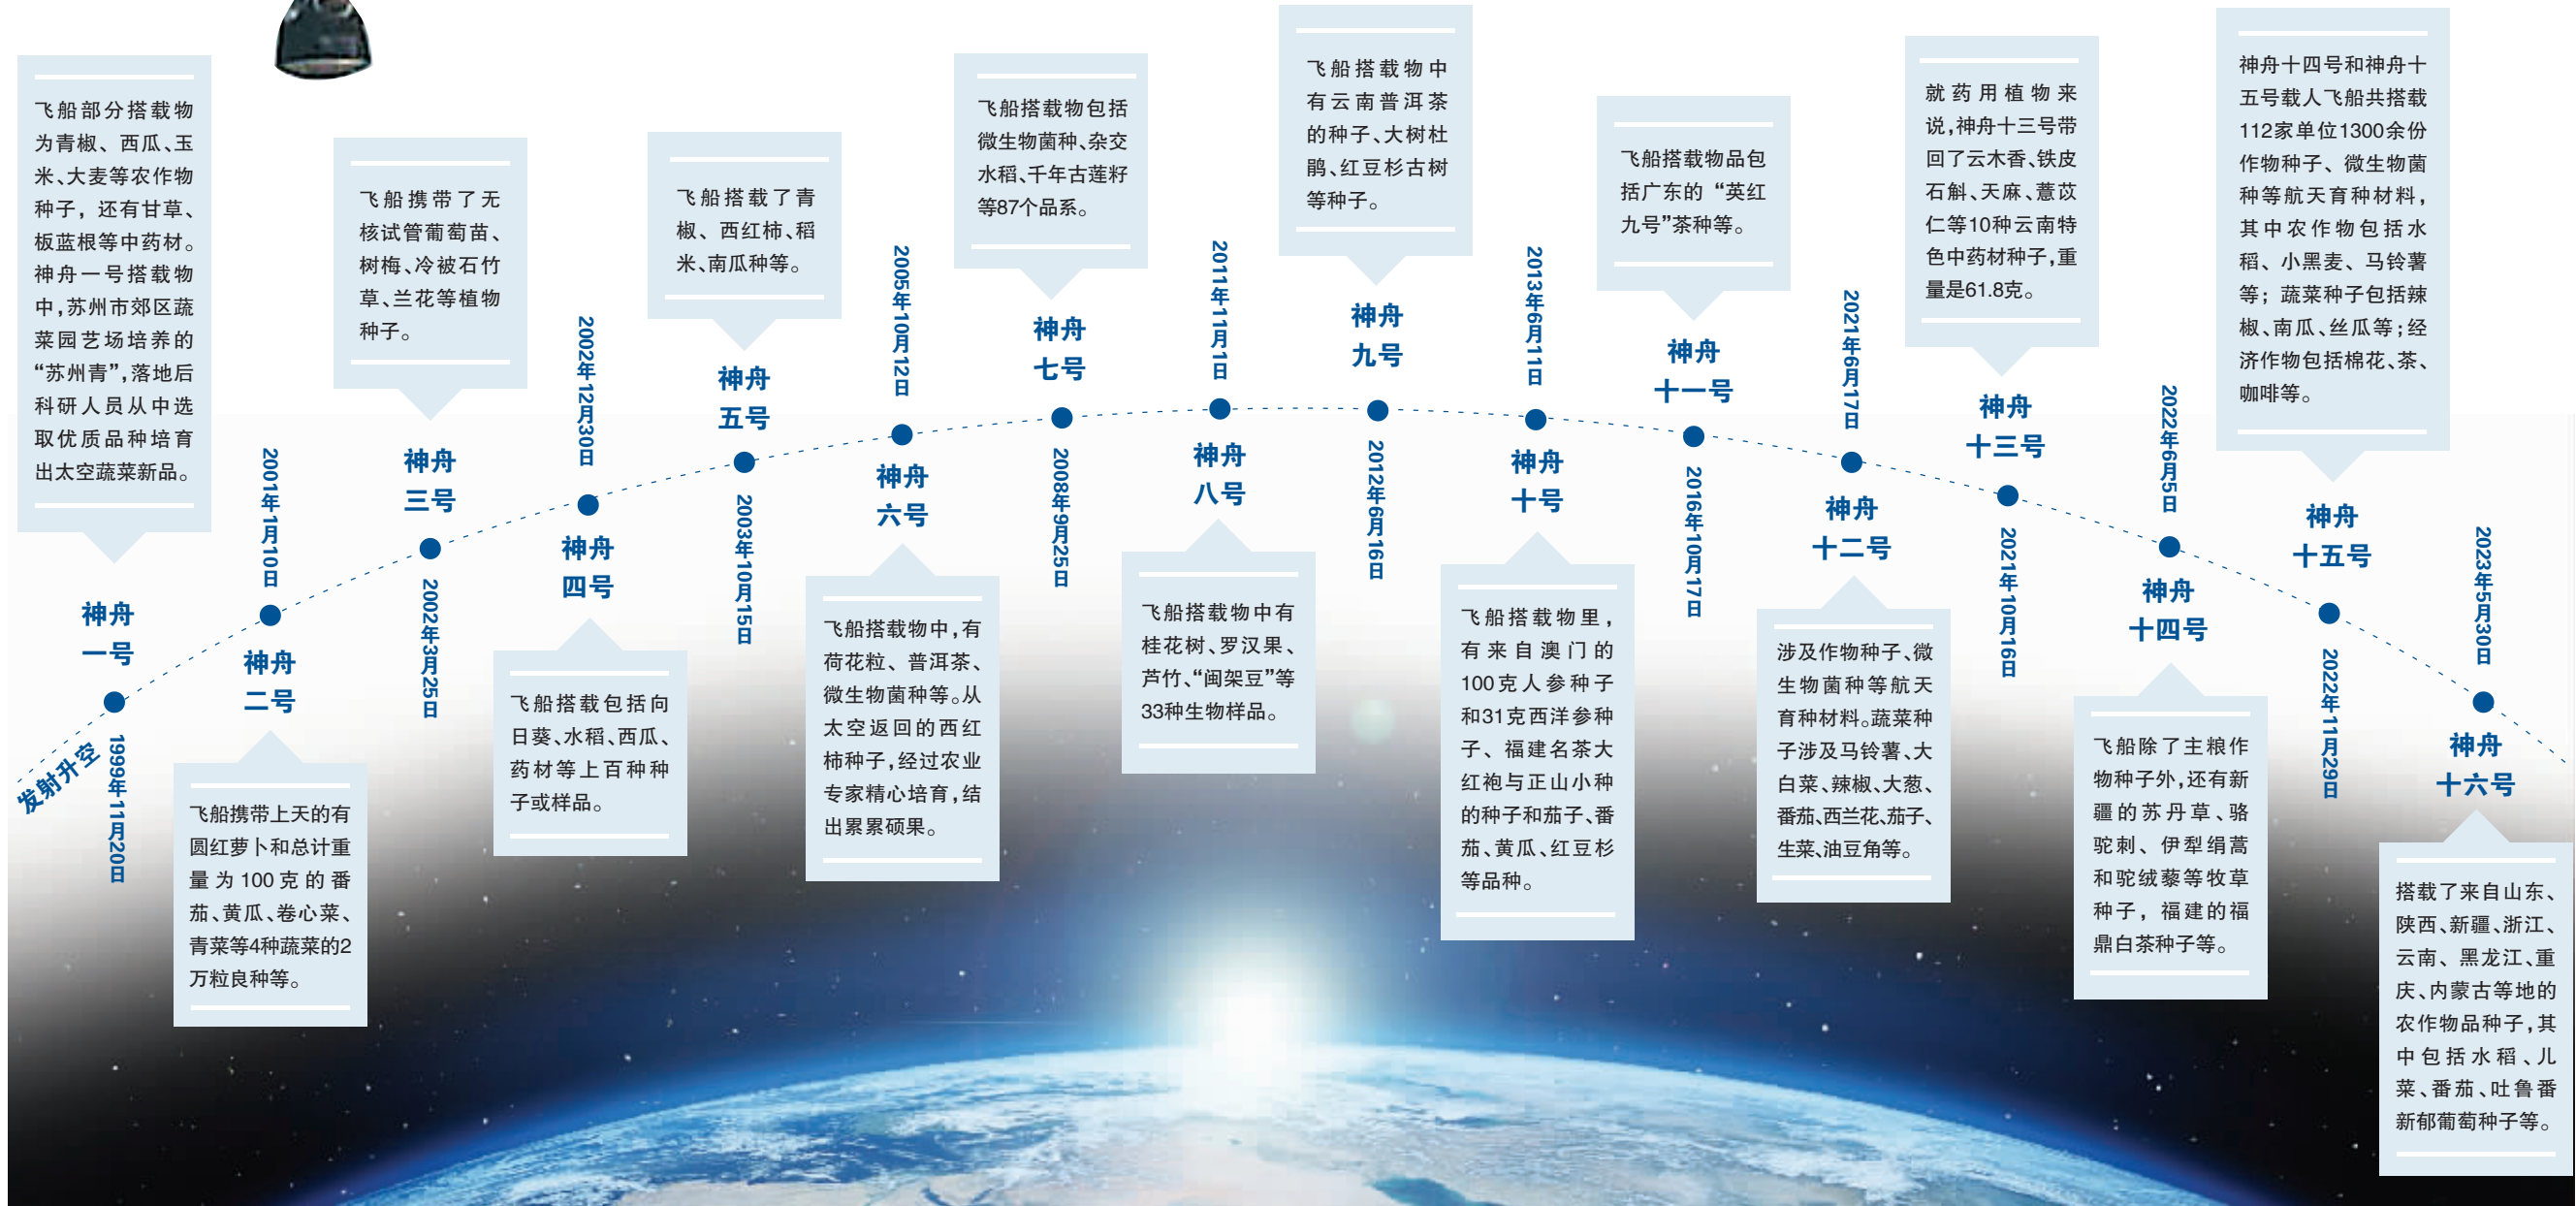 飞船部分搭载物
为青椒、西瓜、玉
米、大麦等农作物
种子，还有甘草、
板蓝根等中药材。
神舟一号搭载物
中，苏州市郊区蔬
菜园艺场培养的
“苏州青”，落地后
科研人员从中选
取优质品种培育
出太空蔬菜新品。
神舟
一号
1999年11月20日
发射升空
2001年1月10日
神舟
二号
飞船携带上天的有
圆红萝卜和总计重
量为100克的番
茄、黄瓜、卷心菜、
青菜等4种蔬菜的2
万粒良种等。
飞船携带了无
核试管葡萄苗、
树梅、冷被石竹
草、兰花等植物
种子。
神舟
三号
2002年3月25日
2002年12月30日
神舟
四号
飞船搭载包括向
日葵、水稻、西瓜、
药材等上百种种
子或样品。
飞船搭载了青
椒、西红柿、稻
米、南瓜种等。
神舟
五号
2003年10月15日
2005年10月12日
神舟
六号
飞船搭载物中，有
荷花粒、普洱茶、
微生物菌种等。从
太空返回的西红
柿种子，经过农业
专家精心培育，结
出累累硕果。
飞船搭载物包括
微生物菌种、杂交
水稻、千年古莲籽
等87个品系。
神舟
七号
2008年9月25日
2011年11月1日
神舟
八号
飞船搭载物中有
桂花树、罗汉果、
芦竹、“闽架豆”等
33种生物样品。
飞船搭载物中
有云南普洱茶
的种子、大树杜
鹃、红豆杉古树
等种子。
神舟
九号
2012年6月16日
2013年6月11日
神舟
十号
飞船搭载物里，
有来自澳门的
100克人参种子
和31克西洋参种
子、福建名茶大
红袍与正山小种
的种子和茄子、番
茄、黄瓜、红豆杉
等品种。
飞船搭载物品包
括广东的“英红
九号”茶种等。
神舟
十一号
2016年10月17日
2021年6月17日
神舟
十二号
涉及作物种子、微
生物菌种等航天
育种材料。蔬菜种
子涉及马铃薯、大
白菜、辣椒、大葱、
番茄、西兰花、茄子、
生菜、油豆角等。
就药用植物来
说，神舟十三号带
回了云木香、铁皮
石斛、天麻、薏苡
仁等10种云南特
色中药材种子，重
量是61.8克。
神舟
十三号
2021年10月16日
2022年6月5日
神舟
十四号
飞船除了主粮作
物种子外，还有新
疆的苏丹草、骆
驼刺、伊犁绢蒿
和驼绒藜等牧草
种子，福建的福
鼎白茶种子等。
神舟十四号和神舟十
五号载人飞船共搭载
112家单位1300余份
作物种子、微生物菌
种等航天育种材料，
其中农作物包括水
稻、小黑麦、马铃薯
等；蔬菜种子包括辣
椒、南瓜、丝瓜等；经
济作物包括棉花、茶、
咖啡等。
神舟
十五号
2022年11月29日
2023年5月30日
神舟
十六号
搭载了来自山东、
陕西、新疆、浙江、
云南、黑龙江、重
庆、内蒙古等地的
农作物品种子，其
中包括水稻、儿
菜、番茄、吐鲁番
新郁葡萄种子等。